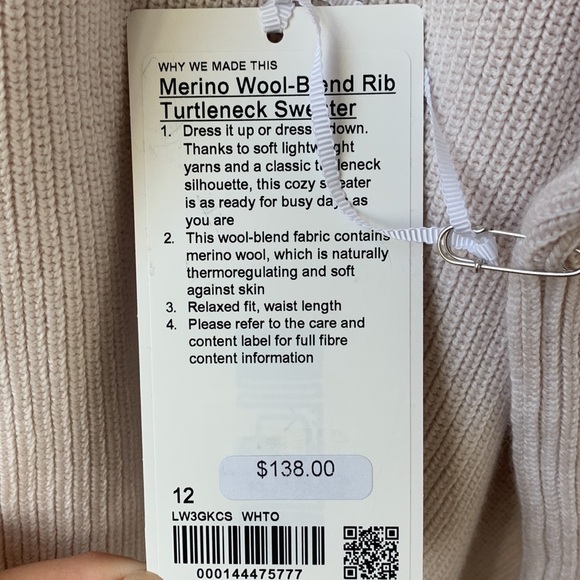 WHY WE MADE THIS
Merino Wool-Blend Rib
Turtleneck Sweater
1. Dress it up or dress down.
Thanks to soft lightweight
yarns and a classic turtleneck
silhouette, this cozy sweater
is as ready for busy days as
you are
2. This wool-blend fabric contains
merino wool, which is naturally
thermoregulating and soft
against skin
3. Relaxed fit, waist length
4. Please refer to the care and
content label for full fibre
content information
$138.00
12
LW3GKCS WHTO
000144475777